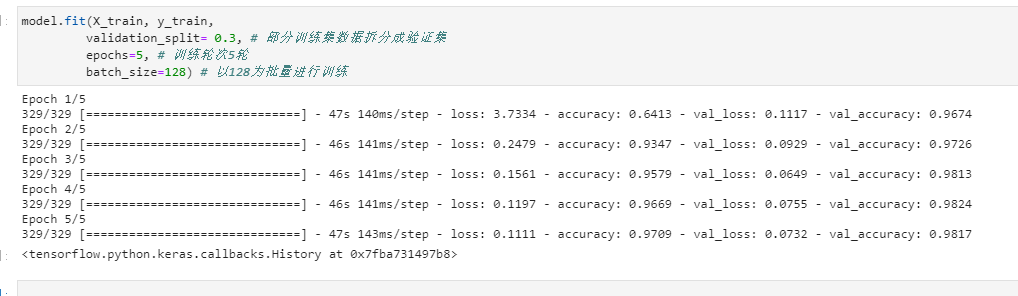 model.fit(X_train, y_train,
validation_split= 0.3, # 部分训练集数据拆分成验证集
epochs=5, # 训练轮次5轮
batch_size=128) # 以128为批量进行训练
Epoch 1/5
329/329 [==============================] - 47s 140ms/step - loss: 3.7334 - accuracy: 0.6413 - val_loss: 0.1117 - val_accuracy: 0.9674
Epoch 2/5
329/329 [==============================] - 46s 141ms/step - loss: 0.2479 - accuracy: 0.9347 - val_loss: 0.0929 - val_accuracy: 0.9726
Epoch 3/5
329/329 [==============================] - 46s 141ms/step - loss: 0.1561 - accuracy: 0.9579 - val_loss: 0.0649 - val_accuracy: 0.9813
Epoch 4/5
329/329 [==============================] - 46s 141ms/step - loss: 0.1197 - accuracy: 0.9669 - val_loss: 0.0755 - val_accuracy: 0.9824
Epoch 5/5
329/329 [==============================] - 47s 143ms/step - loss: 0.1111 - accuracy: 0.9709 - val_loss: 0.0732 - val_accuracy: 0.9817
<tensorflow.python.keras.callbacks.History at 0x7fba731497b8>